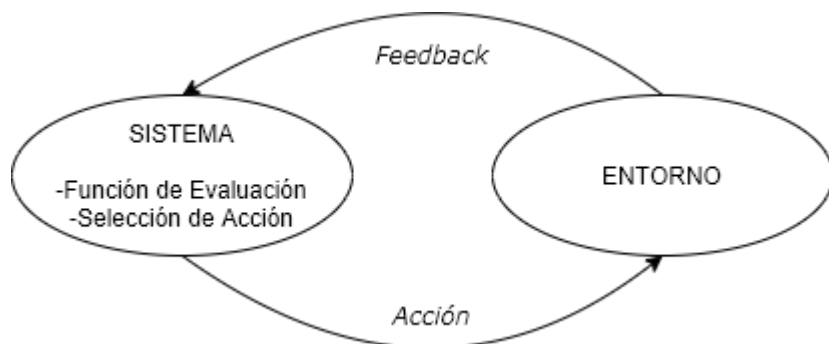 Feedback
SISTEMA
-Función de Evaluación
-Selección de Acción
ENTORNO
Acción